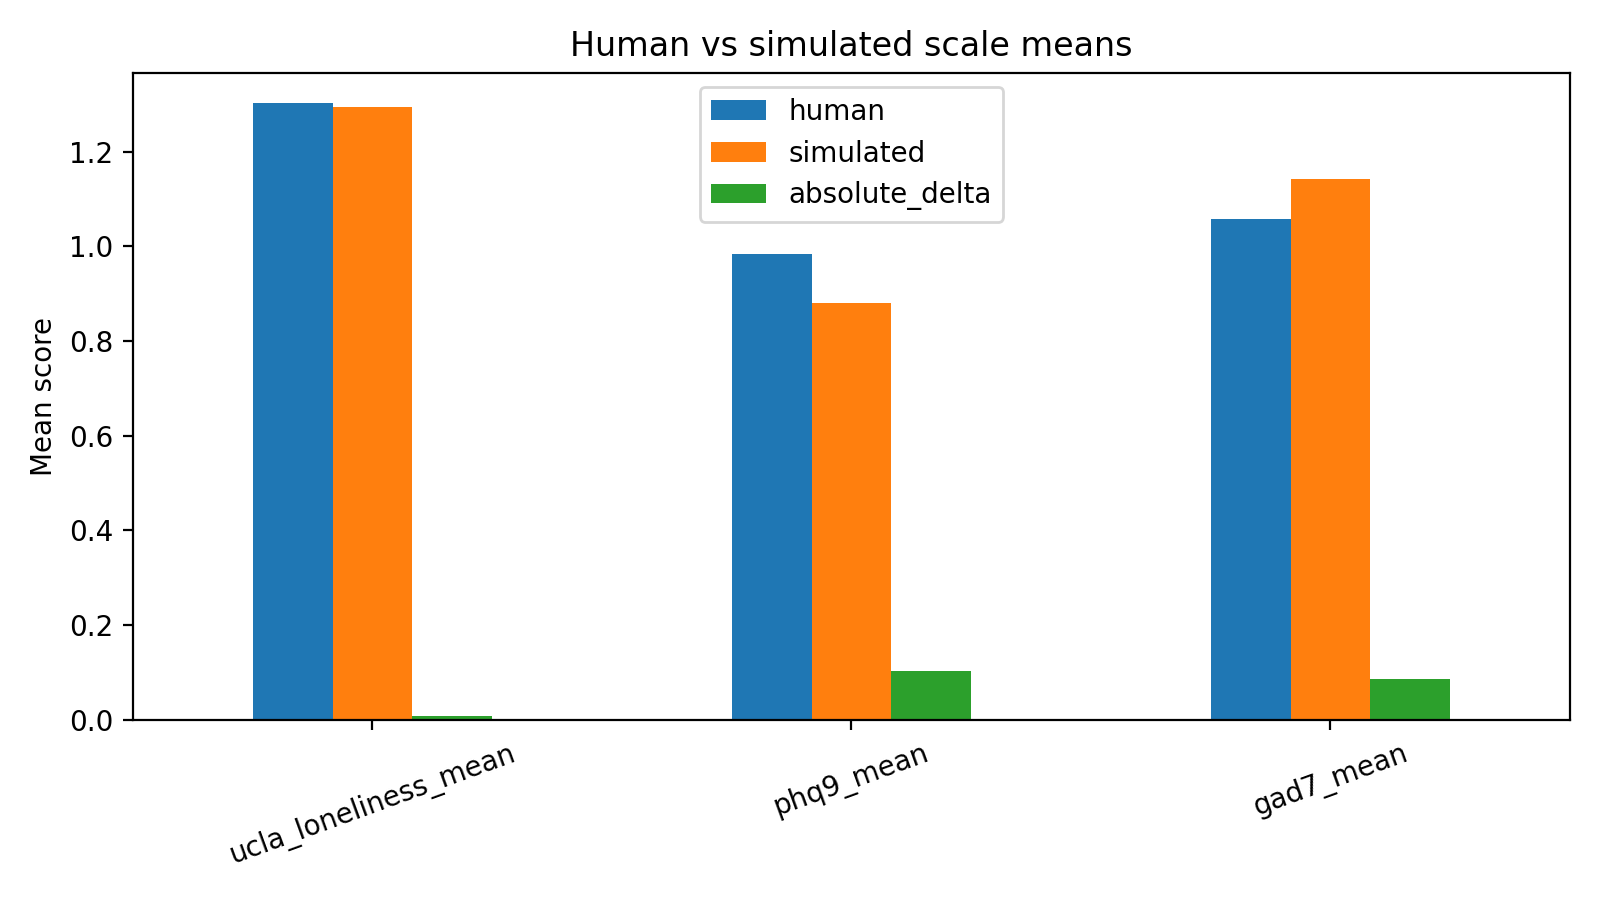 Human vs simulated scale means
human
simulated
absolute_delta
Mean score
1.2
1.0
0.8
0.6
0.4
0.2
0.0
ucla_loneliness_mean
phq9_mean
gad7_mean